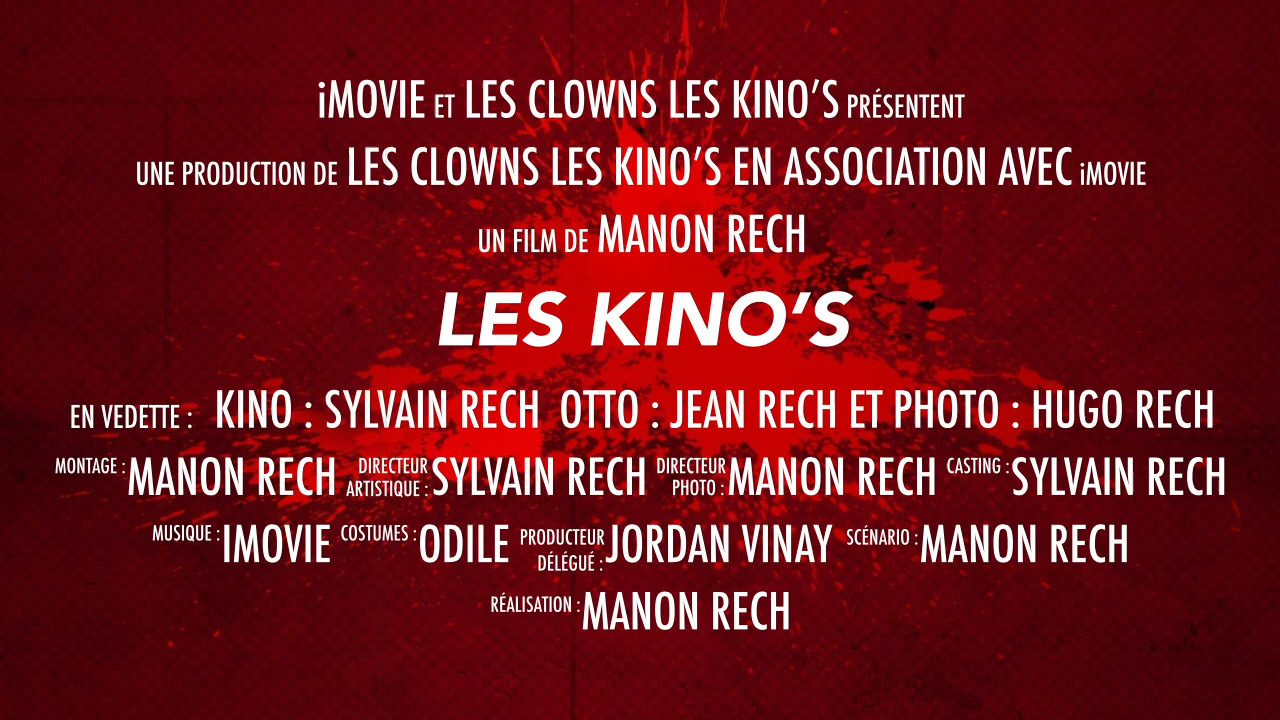 iMOVIE ET LES CLOWNS LES KINO'S PRÉSENTENT
UNE PRODUCTION DE LES CLOWNS LES KINO'S EN ASSOCIATION AVEC iMOVIE
UN FILM DE MANON RECH
LES KINO'S
EN VEDETTE : KINO : SYLVAIN RECH OTTO : JEAN RECH ET PHOTO : HUGO RECH
MONTAGE : MANON RECH DIRECTEUR ARTISTIQUE : SYLVAIN RECH DIRECTEUR PHOTO : MANON RECH CASTING : SYLVAIN RECH
MUSIQUE : IMOVIE COSTUMES : ODILE PRODUCTEUR DÉLÉGUÉ : JORDAN VINAY SCÉNARIO : MANON RECH
RÉALISATION : MANON RECH